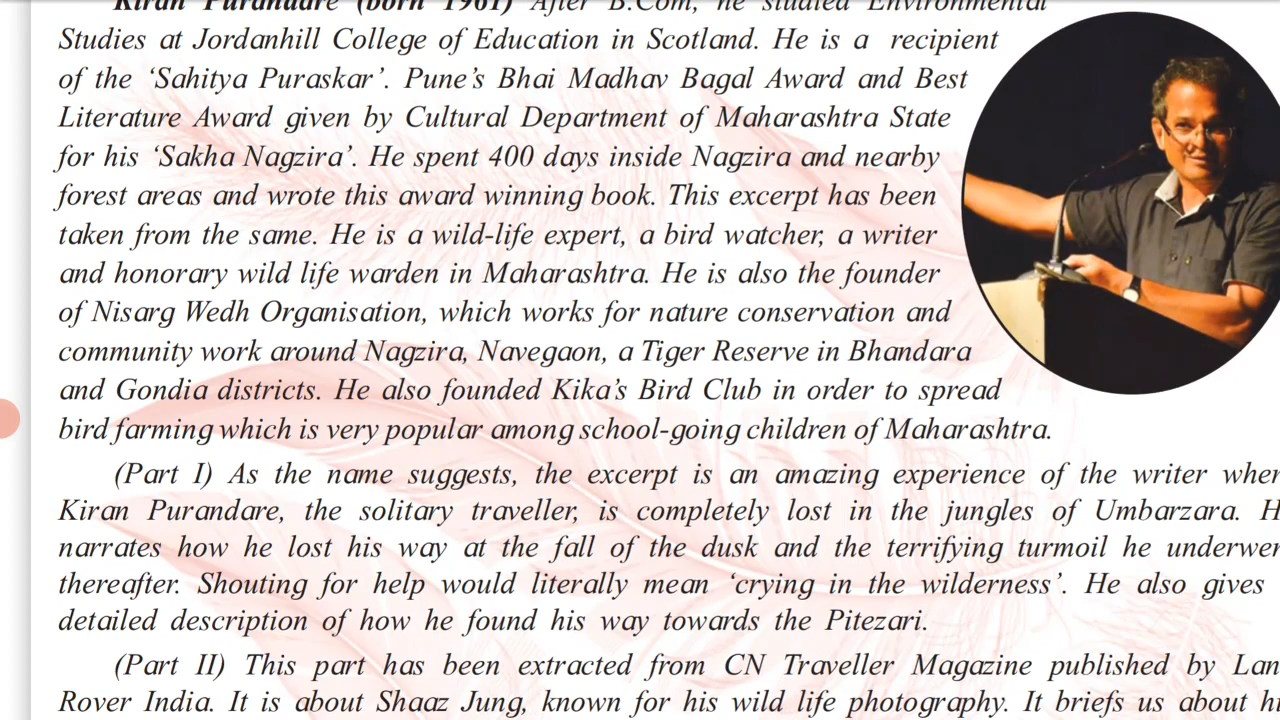 Kiran Purandare (born 1961) After B.Com, he studied Environmental
Studies at Jordanhill College of Education in Scotland. He is a recipient
of the ‘Sahitya Puraskar’. Pune’s Bhai Madhav Bagal Award and Best
Literature Award given by Cultural Department of Maharashtra State
for his ‘Sakha Nagzira’. He spent 400 days inside Nagzira and nearby
forest areas and wrote this award winning book. This excerpt has been
taken from the same. He is a wild-life expert, a bird watcher, a writer
and honorary wild life warden in Maharashtra. He is also the founder
of Nisarg Wedh Organisation, which works for nature conservation and
community work around Nagzira, Navegaon, a Tiger Reserve in Bhandara
and Gondia districts. He also founded Kika’s Bird Club in order to spread
bird farming which is very popular among school-going children of Maharashtra.
(Part I) As the name suggests, the excerpt is an amazing experience of the writer
Kiran Purandare, the solitary traveller, is completely lost in the jungles of Umbarzara.
narrates how he lost his way at the fall of the dusk and the terrifying turmoil he
thereafter. Shouting for help would literally mean ‘crying in the wilderness’. He also gives
detailed description of how he found his way towards the Pitezari.
(Part II) This part has been extracted from CN Traveller Magazine published by
Rover India. It is about Shaaz Jung, known for his wild life photography. It briefs us about